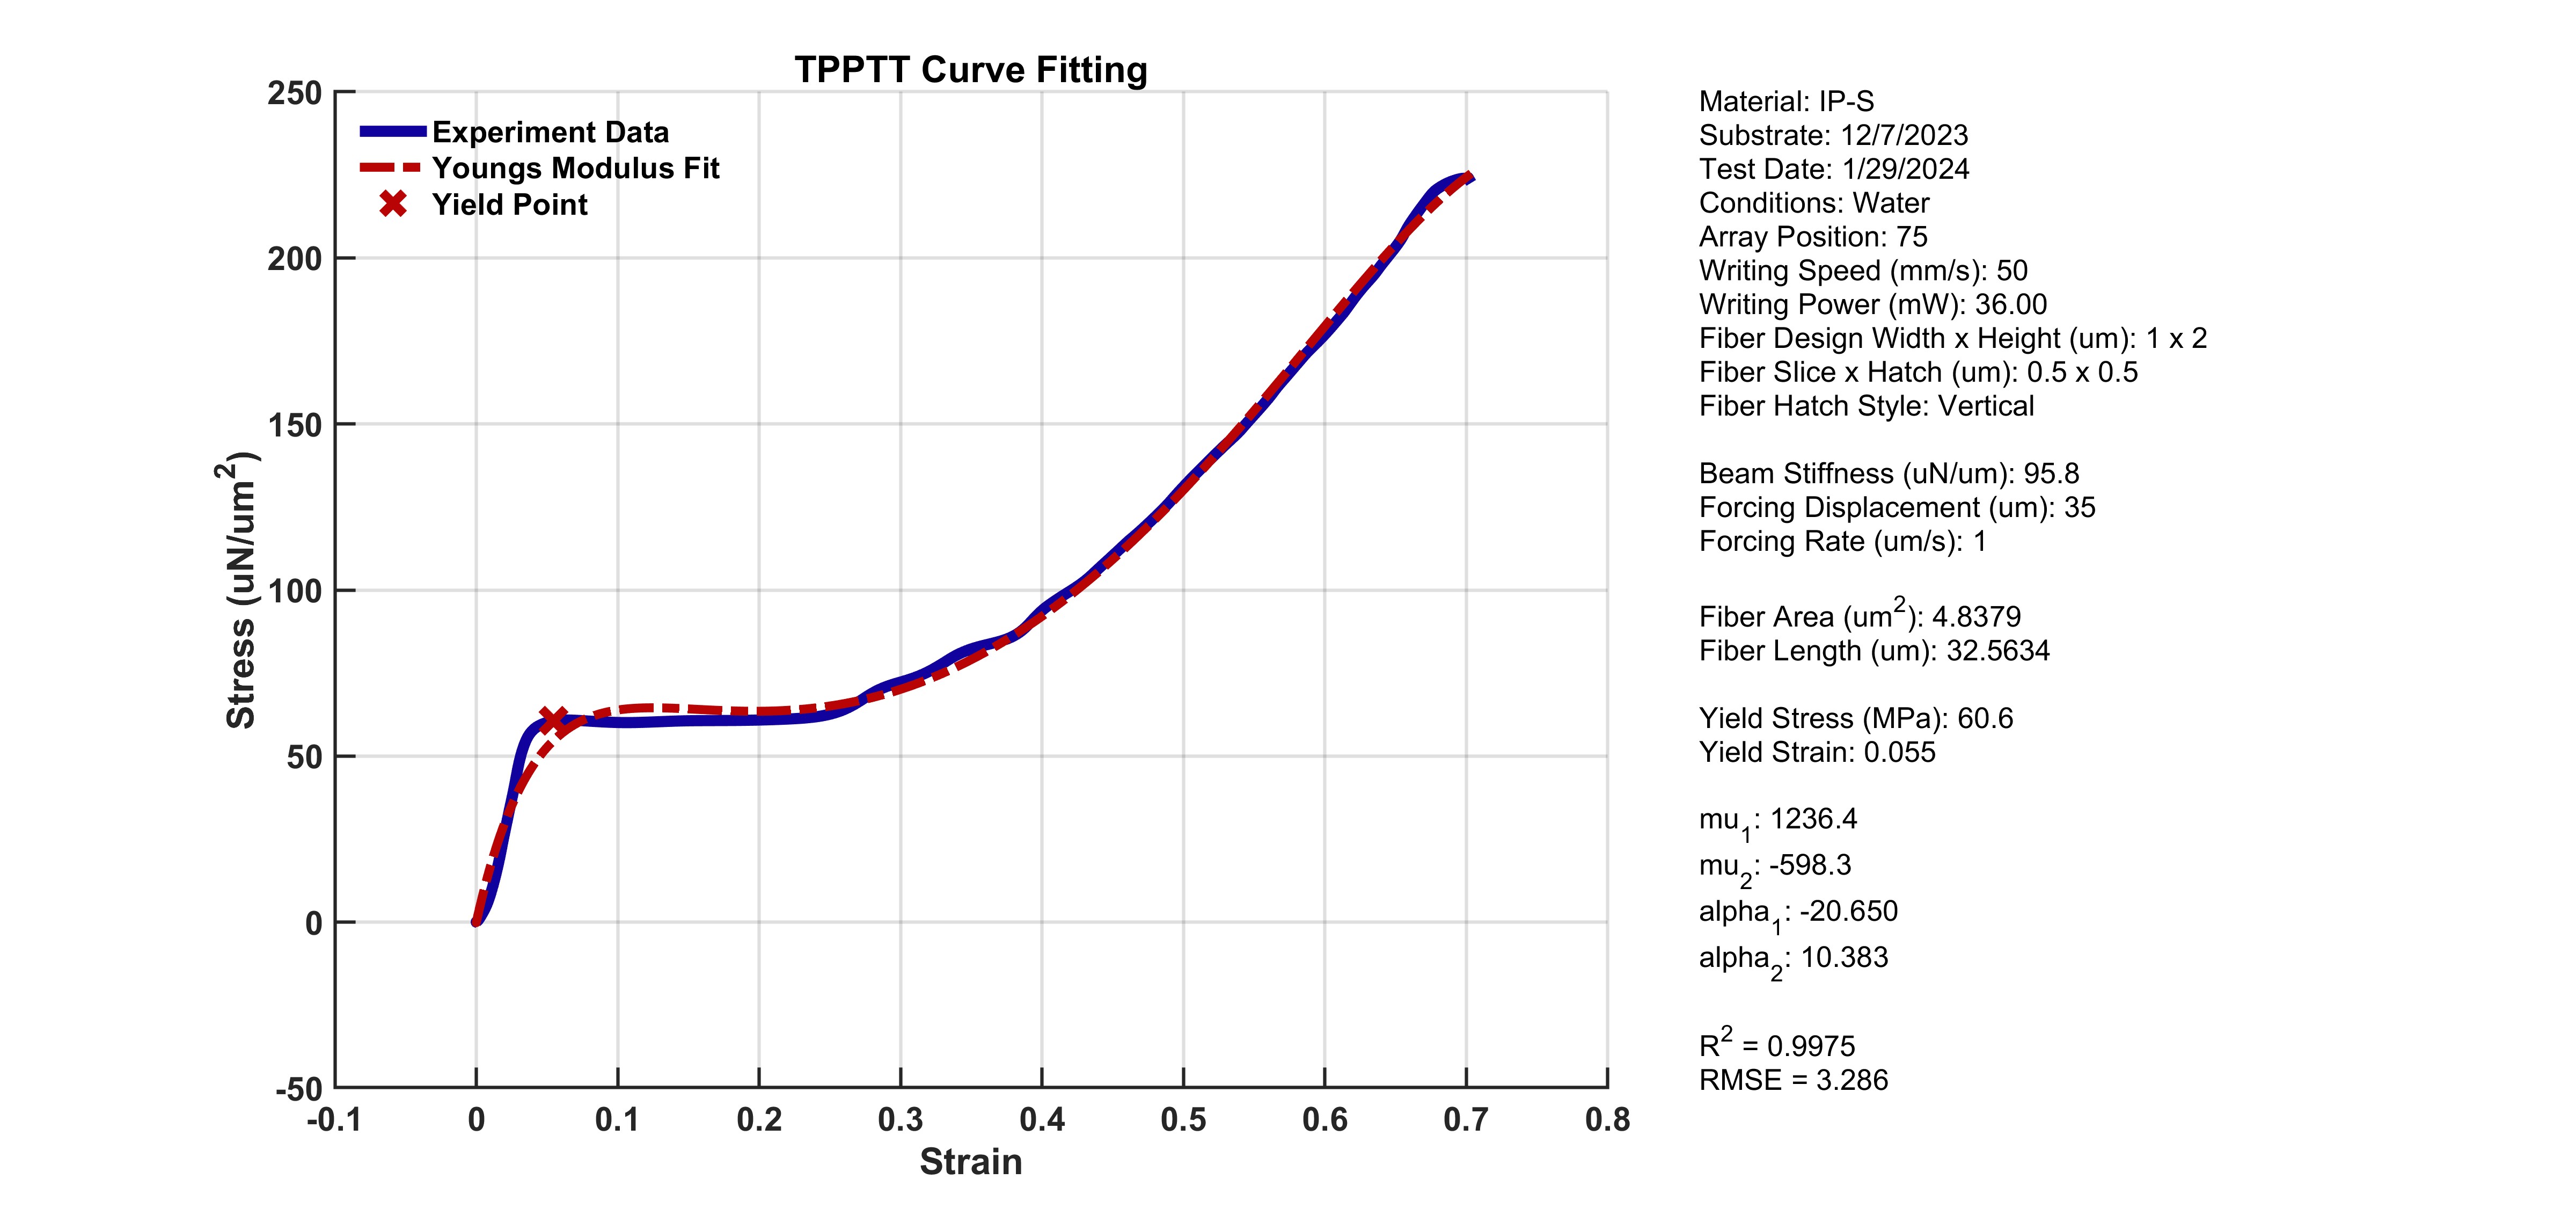 TPPTT Curve Fitting
250
200
150
100
50
0
-50
Stress (uN/um²)
Experiment Data
Youngs Modulus Fit
Yield Point
-0.1
0
0.1
0.2
0.3
0.4
0.5
0.6
0.7
0.8
Strain
Material: IP-S
Substrate: 12/7/2023
Test Date: 1/29/2024
Conditions: Water
Array Position: 75
Writing Speed (mm/s): 50
Writing Power (mW): 36.00
Fiber Design Width x Height (um): 1 x 2
Fiber Slice x Hatch (um): 0.5 x 0.5
Fiber Hatch Style: Vertical
Beam Stiffness (uN/um): 95.8
Forcing Displacement (um): 35
Forcing Rate (um/s): 1
Fiber Area (um²): 4.8379
Fiber Length (um): 32.5634
Yield Stress (MPa): 60.6
Yield Strain: 0.055
mu₁: 1236.4
mu₂: -598.3
alpha₁: -20.650
alpha₂: 10.383
R² = 0.9975
RMSE = 3.286